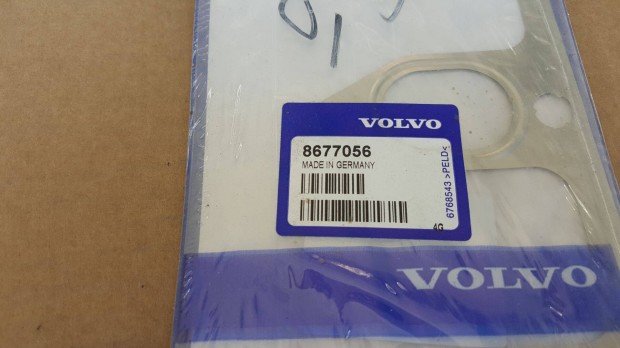 VOLVO
8677056
MADE IN GERMANY
6768543 >PELD<
4G
VOLVO